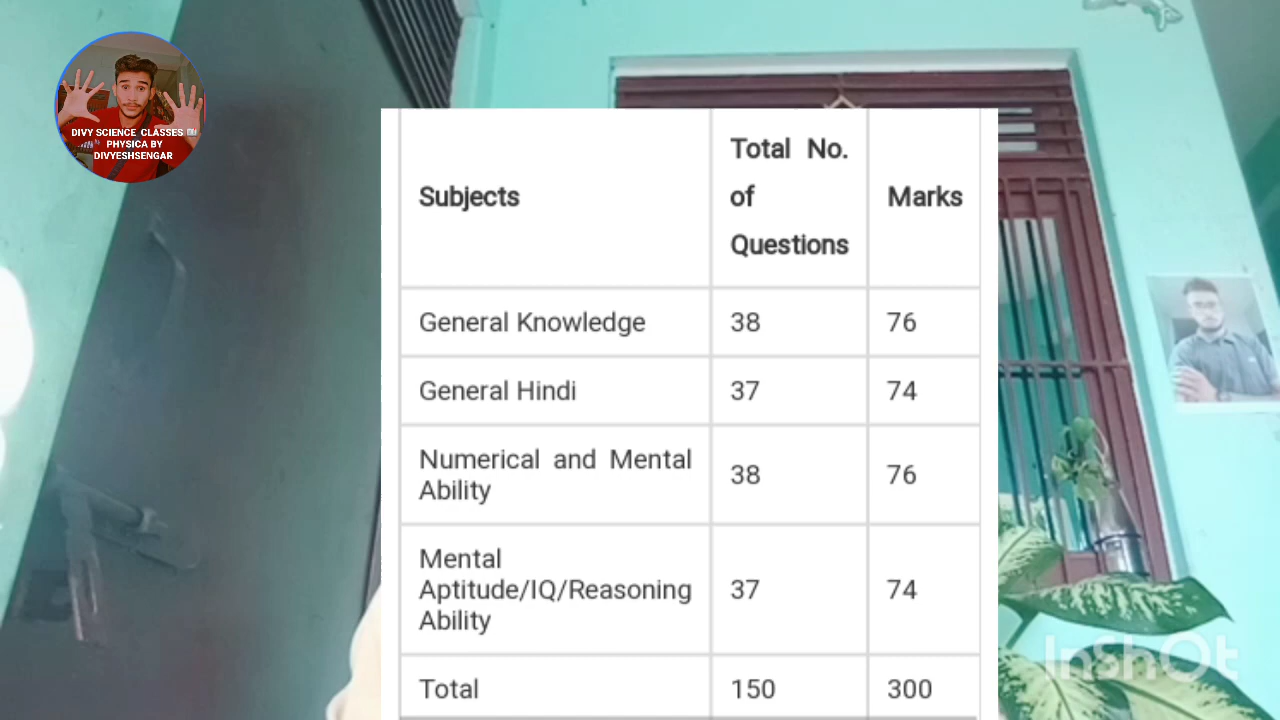 DIVY SCIENCE CLASSES
PHYSICA BY
DIVYESHSENGAR
Subjects
Total No.
of
Questions
Marks
General Knowledge 38 76
General Hindi 37 74
Numerical and Mental
Ability
38 76
Mental
Aptitude/IQ/Reasoning
Ability
37 74
Total 150 300
InShOt